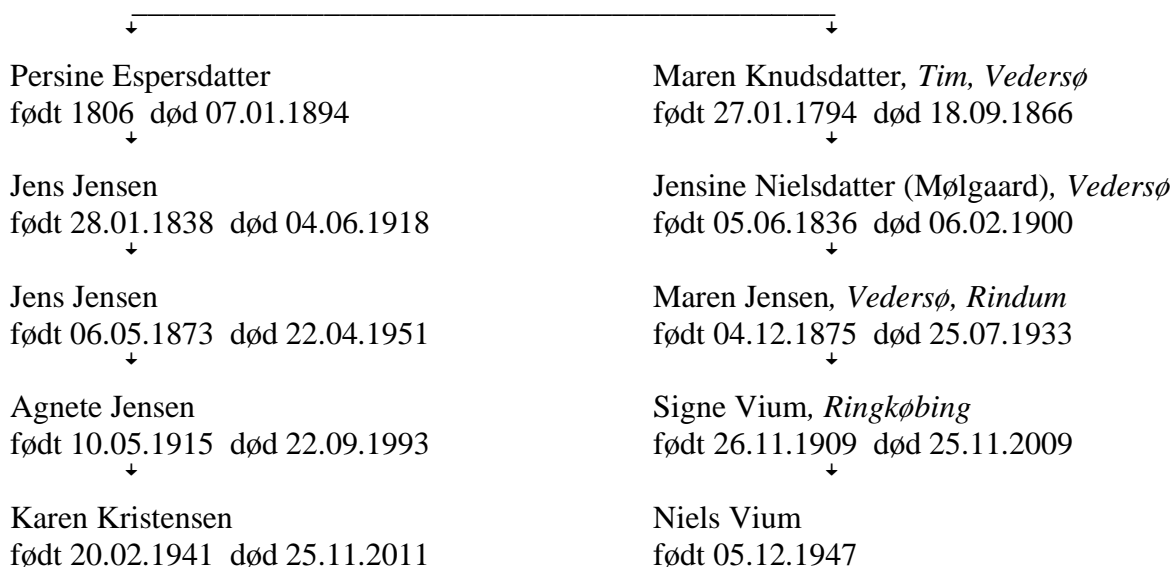 Persine Espersdatter
født 1806 død 07.01.1894
Jens Jensen
født 28.01.1838 død 04.06.1918
Jens Jensen
født 06.05.1873 død 22.04.1951
Agnete Jensen
født 10.05.1915 død 22.09.1993
Karen Kristensen
født 20.02.1941 død 25.11.2011
Maren Knudsdatter, Tim, Vedersø
født 27.01.1794 død 18.09.1866
Jensine Nielsdatter (Mølgaard), Vedersø
født 05.06.1836 død 06.02.1900
Maren Jensen, Vedersø, Rindum
født 04.12.1875 død 25.07.1933
Signe Vium, Ringkøbing
født 26.11.1909 død 25.11.2009
Niels Vium
født 05.12.1947